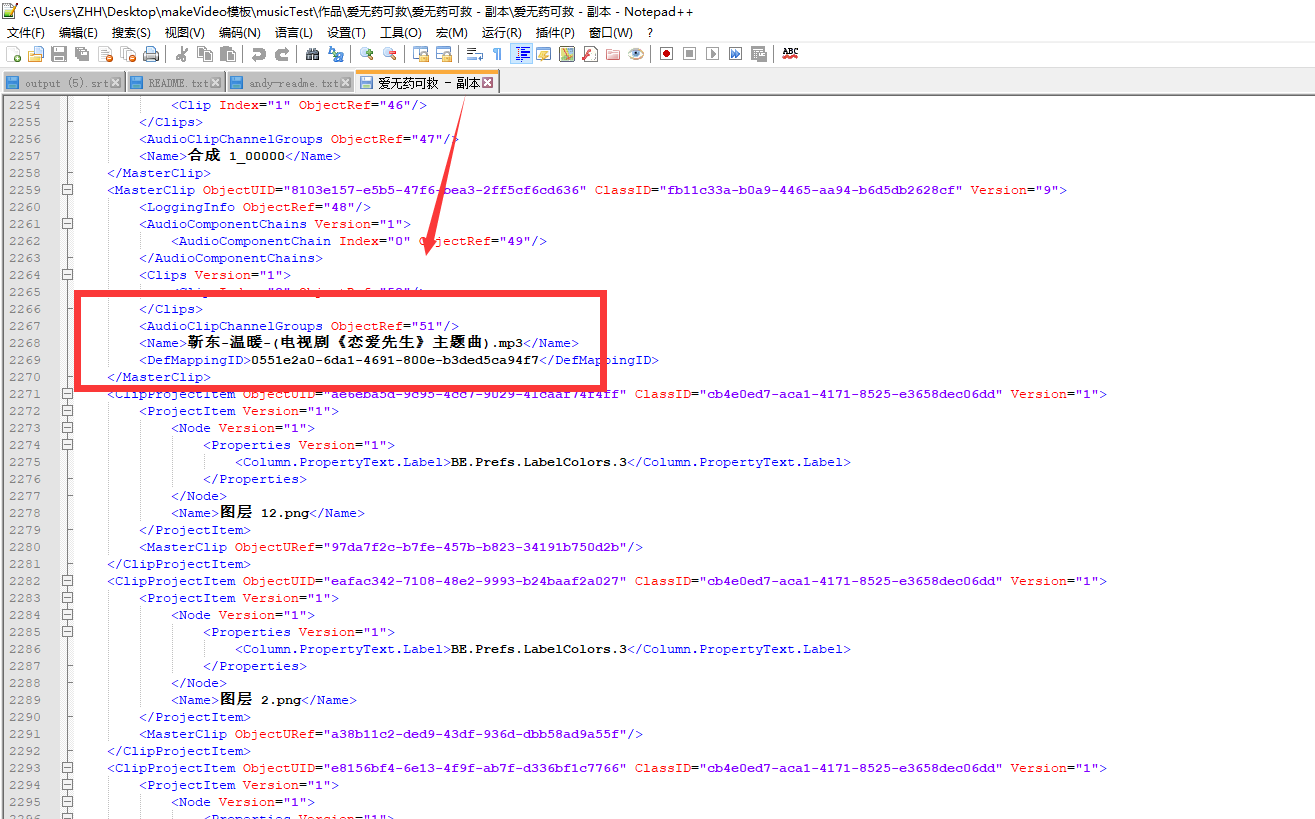 C:\Users\ZHH\Desktop\makeVideo模板\musicTest\作品\爱无药可救\爱无药可救 - 副本\爱无药可救 - 副本 - Notepad++
文件(F) 编辑(E) 搜索(S) 视图(V) 编码(N) 语言(L) 设置(T) 工具(O) 宏(M) 运行(R) 插件(P) 窗口(W) ?
ABC
output (5).srt README.txt andy-readme.txt 爱无药可救 - 副本
2254 <Clip Index="1" ObjectRef="46"/>
2255 </Clips>
2256 <AudioClipChannelGroups ObjectRef="47"/>
2257 <Name>合成 1_00000</Name>
2258 </MasterClip>
2259 <MasterClip ObjectUID="8103e157-e5b5-47f6-bea3-2ff5cf6cd636" ClassID="fb11c33a-b0a9-4465-aa94-b6d5db2628cf" Version="9">
2260 <LoggingInfo ObjectRef="48"/>
2261 <AudioComponentChains Version="1">
2262 <AudioComponentChain Index="0" ObjectRef="49"/>
2263 </AudioComponentChains>
2264 <Clips Version="1">
2265
2266 </Clips>
2267 <AudioClipChannelGroups ObjectRef="51"/>
2268 <Name>靳东-温暖-(电视剧《恋爱先生》主题曲).mp3</Name>
2269 <DefMappingID>0551e2a0-6da1-4691-800e-b3ded5ca94f7</DefMappingID>
2270 </MasterClip>
2271 <ClipProjectItem ObjectUID="ae6eba5d-9c95-4cc7-9029-41caaf74f4ff" ClassID="cb4e0ed7-aca1-4171-8525-e3658dec06dd" Version="1">
2272 <ProjectItem Version="1">
2273 <Node Version="1">
2274 <Properties Version="1">
2275 <Column.PropertyText.Label>BE.Prefs.LabelColors.3</Column.PropertyText.Label>
2276 </Properties>
2277 </Node>
2278 <Name>图层 12.png</Name>
2279 </ProjectItem>
2280 <MasterClip ObjectURef="97da7f2c-b7fe-457b-b823-34191b750d2b"/>
2281 </ClipProjectItem>
2282 <ClipProjectItem ObjectUID="eafac342-7108-48e2-9993-b24baaf2a027" ClassID="cb4e0ed7-aca1-4171-8525-e3658dec06dd" Version="1">
2283 <ProjectItem Version="1">
2284 <Node Version="1">
2285 <Properties Version="1">
2286 <Column.PropertyText.Label>BE.Prefs.LabelColors.3</Column.PropertyText.Label>
2287 </Properties>
2288 </Node>
2289 <Name>图层 2.png</Name>
2290 </ProjectItem>
2291 <MasterClip ObjectURef="a38b11c2-ded9-43df-936d-dbb58ad9a55f"/>
2292 </ClipProjectItem>
2293 <ClipProjectItem ObjectUID="e8156bf4-6e13-4f9f-ab7f-d336bf1c7766" ClassID="cb4e0ed7-aca1-4171-8525-e3658dec06dd" Version="1">
2294 <ProjectItem Version="1">
2295 <Node Version="1">
2296 <Properties Version="1">